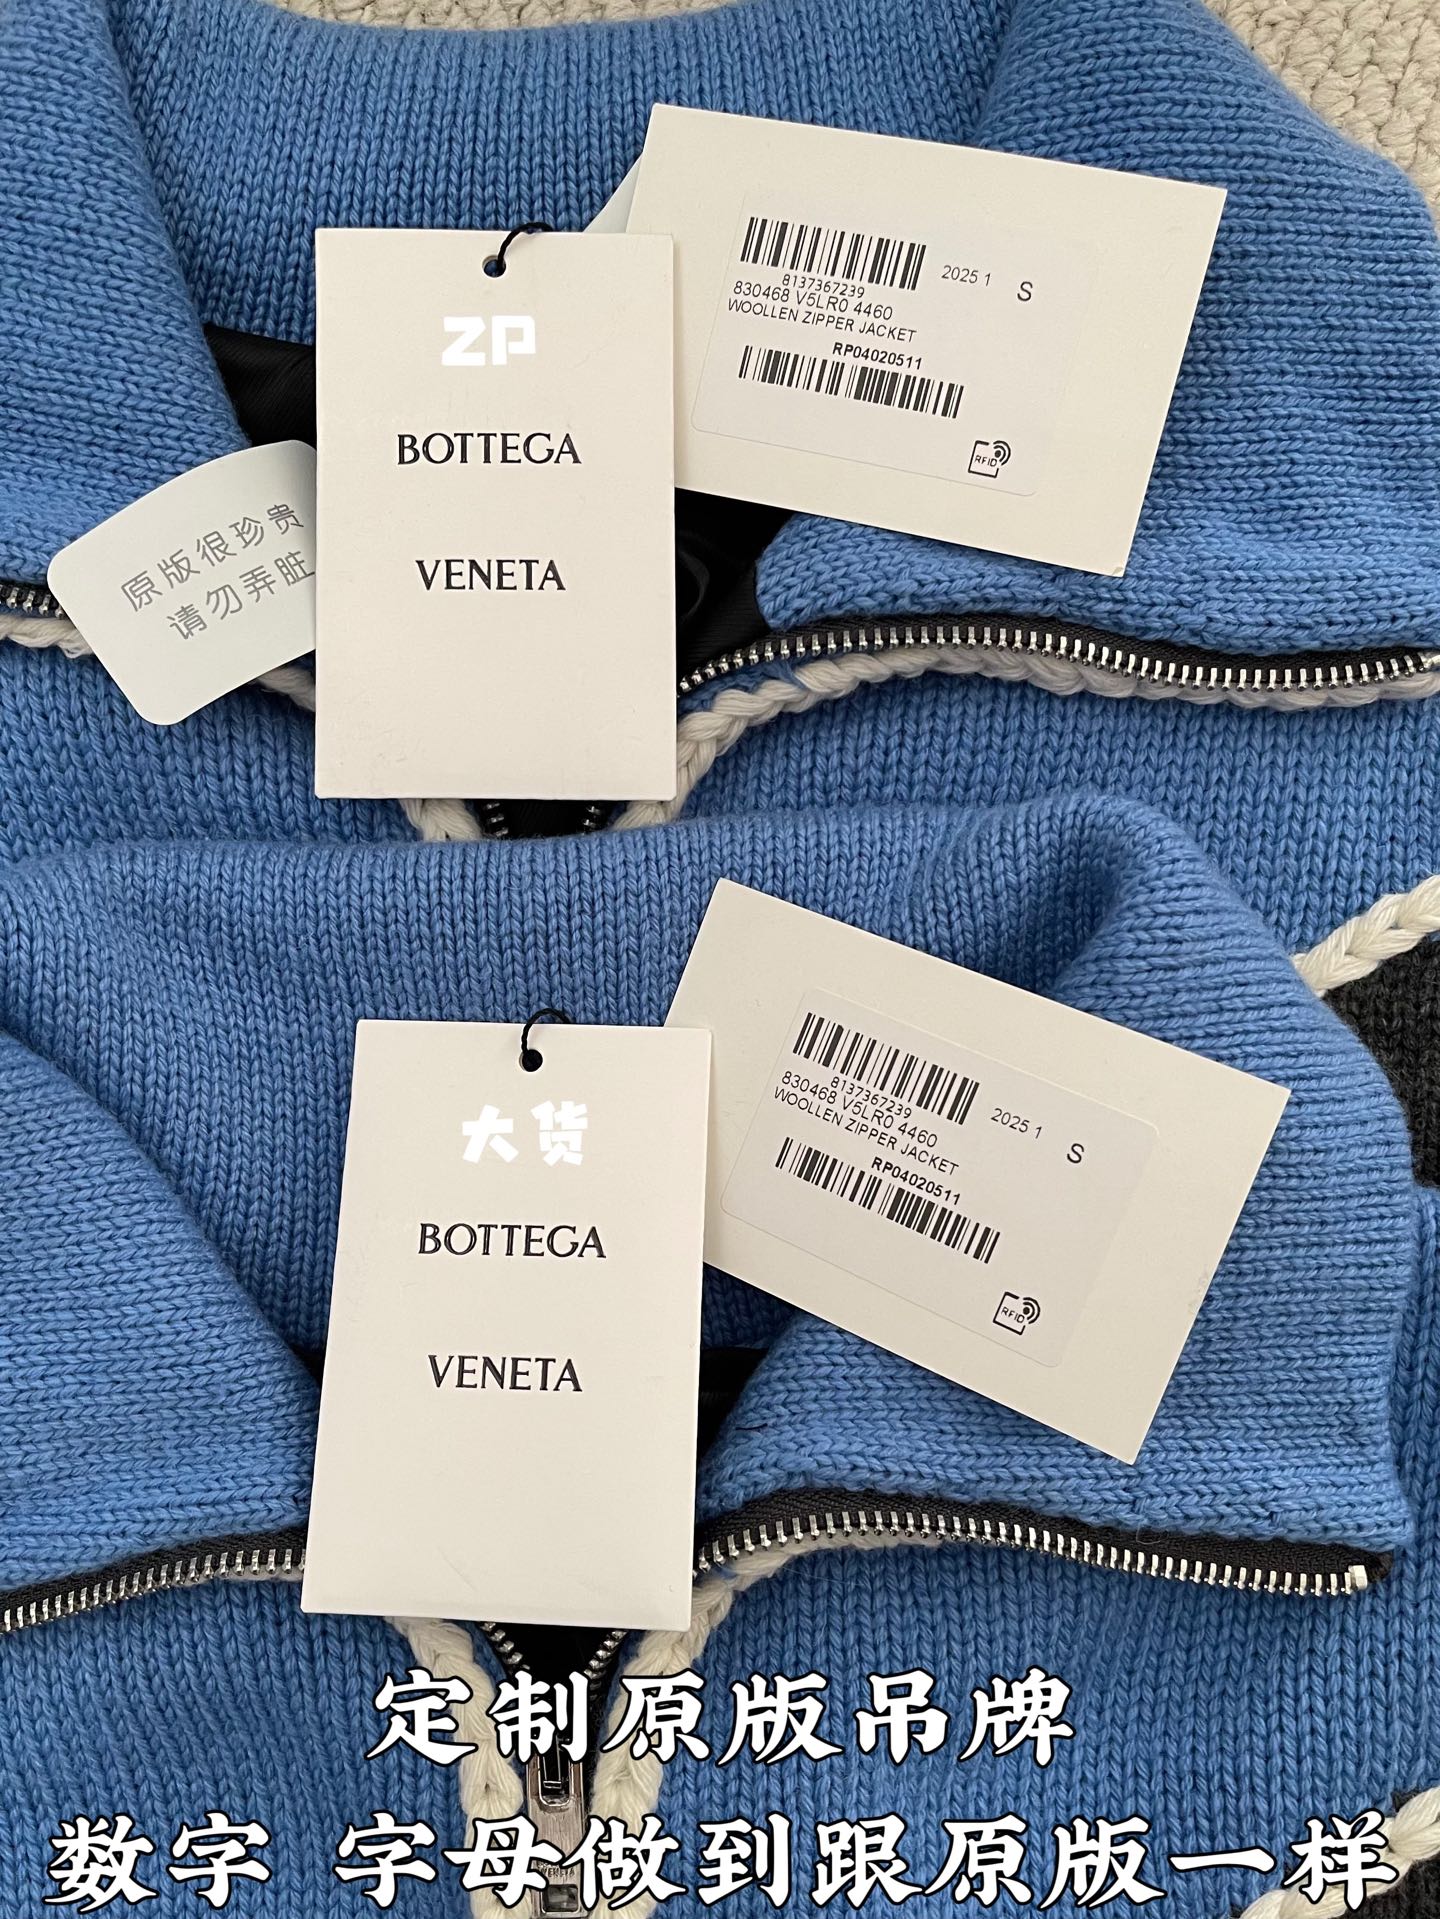 8137367239
2025 1
S
830468 V5LR0 4460
WOOLLEN ZIPPER JACKET
RP04020511
RFID
ZP
BOTTEGA
VENETA
原版很珍贵
请勿弄脏
8137367239
2025 1
S
830468 V5LR0 4460
WOOLLEN ZIPPER JACKET
RP04020511
RFID
大货
BOTTEGA
VENETA
定制原版吊牌
数字 字母做到跟原版一样
VENETA